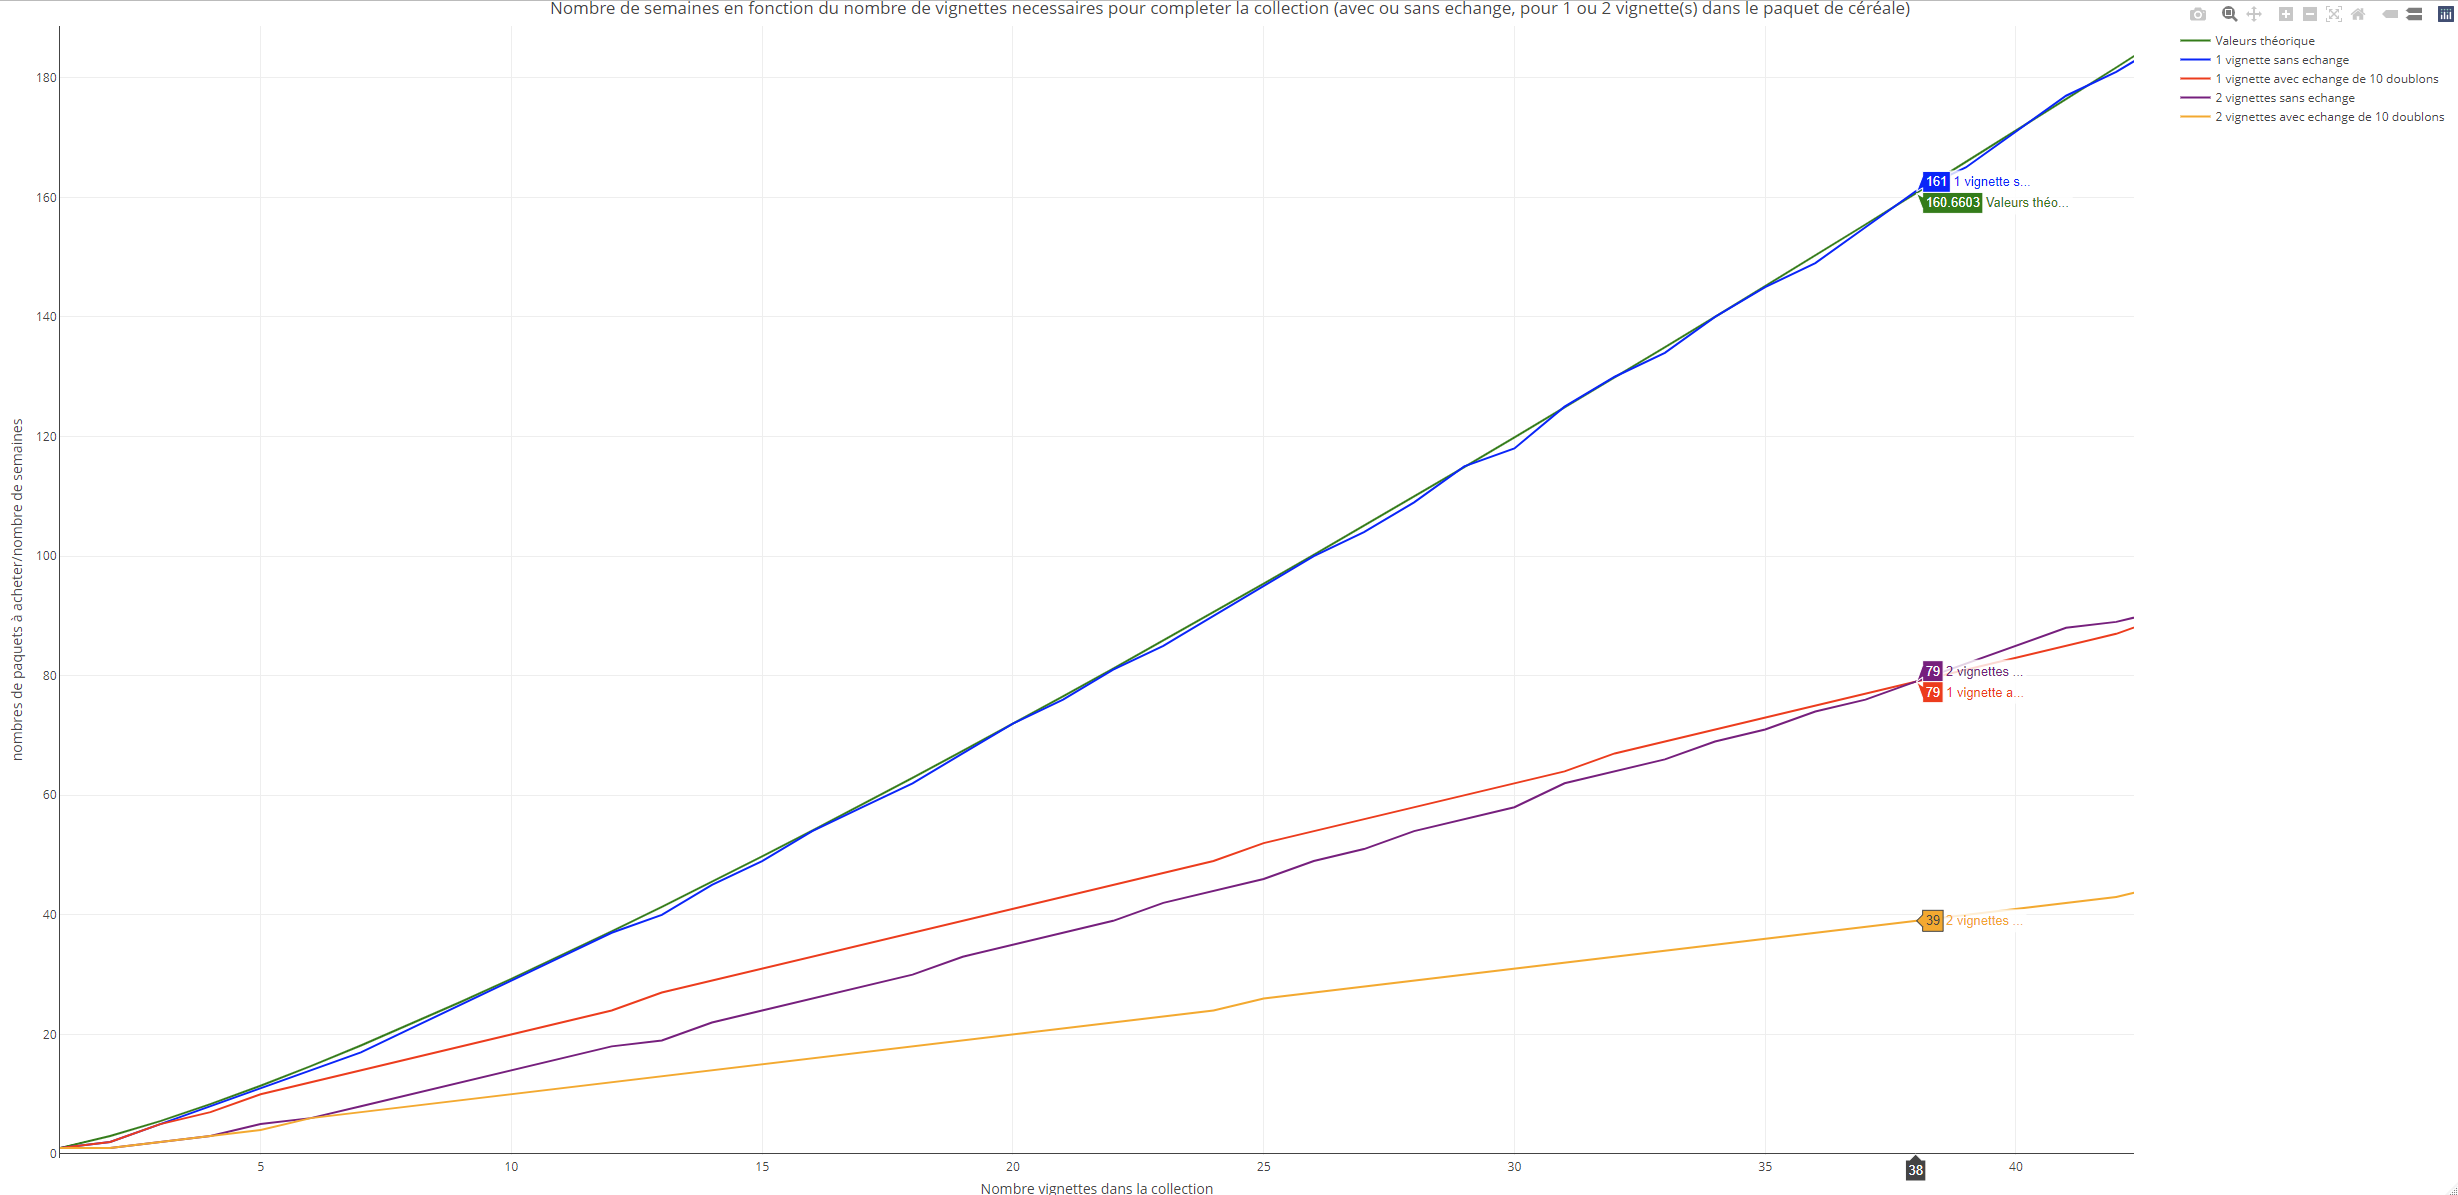 Nombre de semaines en fonction du nombre de vignettes necessaires pour completer la collection (avec ou sans echange, pour 1 ou 2 vignette(s) dans le paquet de céréale)
Valeurs théorique
1 vignette sans echange
1 vignette avec echange de 10 doublons
2 vignettes sans echange
2 vignettes avec echange de 10 doublons
nombres de paquets à acheter/nombre de semaines
180
160
140
120
100
80
60
40
20
0
161 1 vignette s...
160.6603 Valeurs théo...
79 2 vignettes ...
79 1 vignette a...
39 2 vignettes ...
5
10
15
20
25
30
35
38
40
Nombre vignettes dans la collection